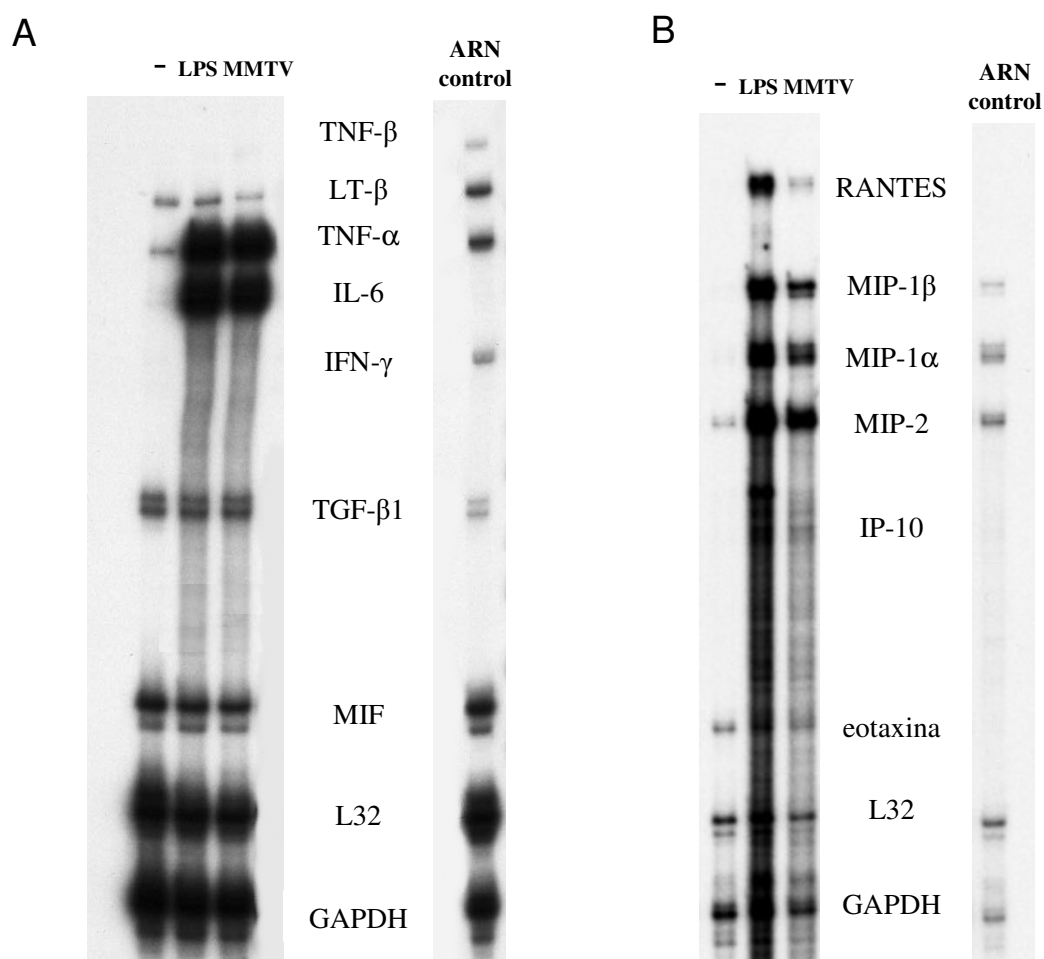 A
– LPS MMTV
ARN
control
TNF-β
LT-β
TNF-α
IL-6
IFN-γ
TGF-β1
MIF
L32
GAPDH
B
– LPS MMTV
ARN
control
RANTES
MIP-1β
MIP-1α
MIP-2
IP-10
eotaxina
L32
GAPDH